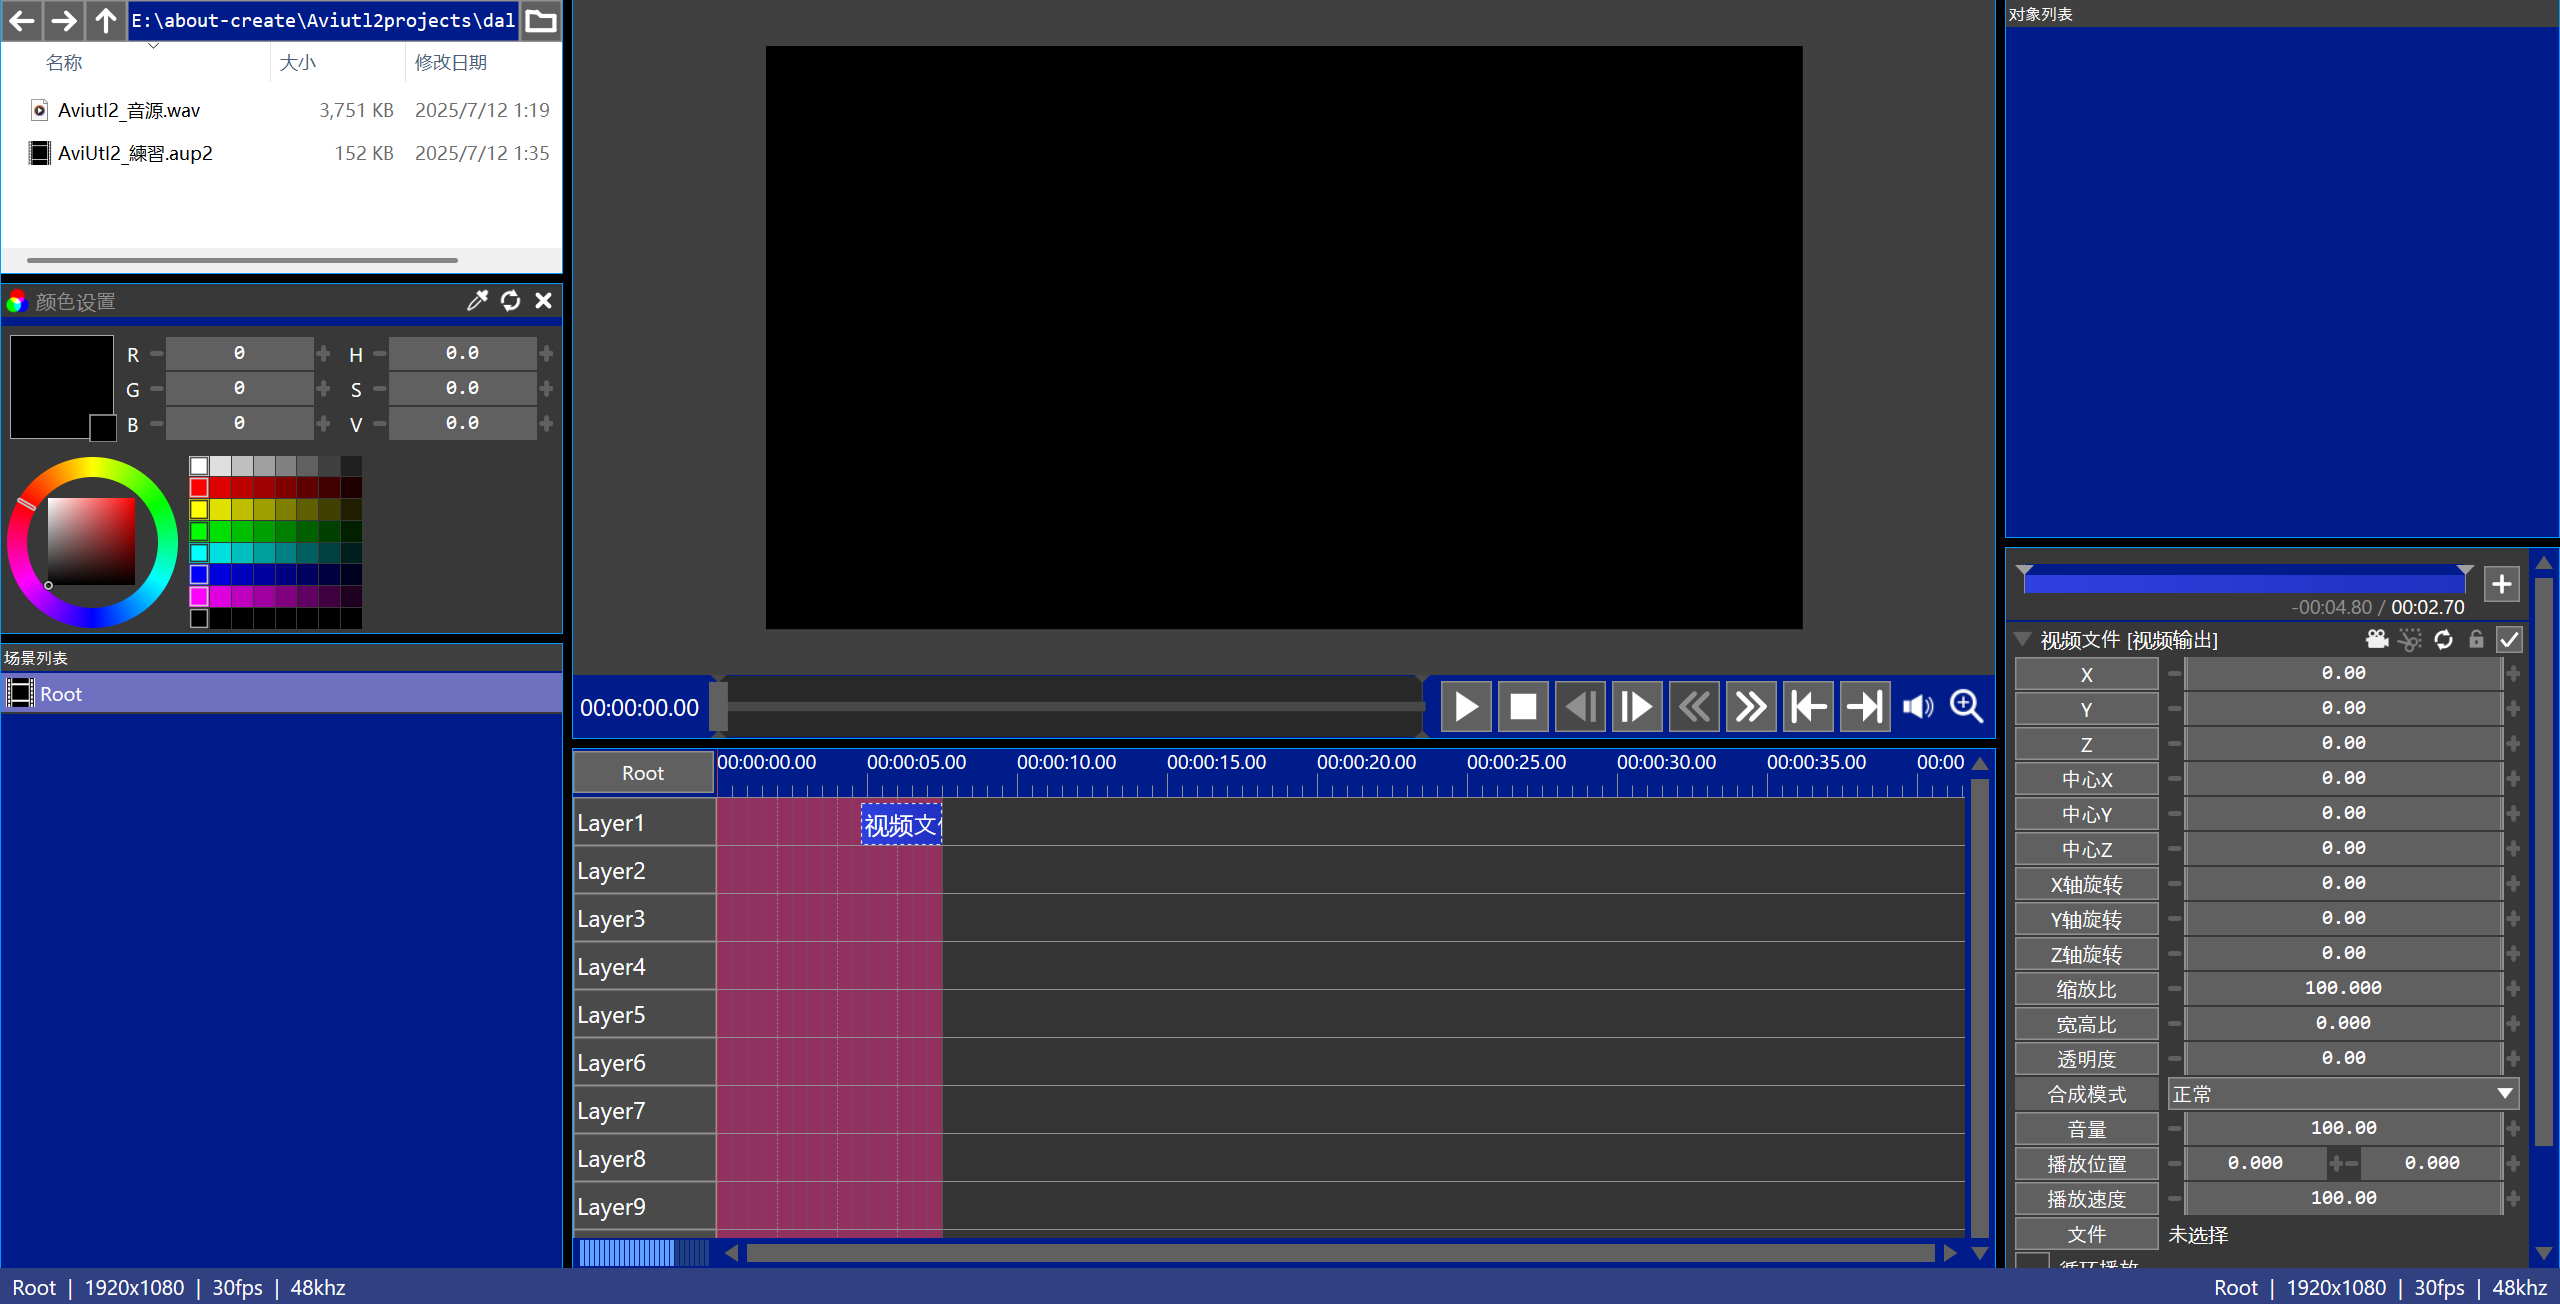 E:\about-create\Aviutl2projects\dal
名称 大小 修改日期
Aviutl2_音源.wav 3,751 KB 2025/7/12 1:19
AviUtl2_練習.aup2 152 KB 2025/7/12 1:35
颜色设置
R 0 H 0.0
G 0 S 0.0
B 0 V 0.0
场景列表
Root
00:00:00.00
Root 00:00:00.00 00:00:05.00 00:00:10.00 00:00:15.00 00:00:20.00 00:00:25.00 00:00:30.00 00:00:35.00 00:00
Layer1 视频文
Layer2
Layer3
Layer4
Layer5
Layer6
Layer7
Layer8
Layer9
对象列表
-00:04.80 / 00:02.70
视频文件 [视频输出]
X 0.00
Y 0.00
Z 0.00
中心X 0.00
中心Y 0.00
中心Z 0.00
X轴旋转 0.00
Y轴旋转 0.00
Z轴旋转 0.00
缩放比 100.000
宽高比 0.000
透明度 0.00
合成模式 正常
音量 100.00
播放位置 0.000 0.000
播放速度 100.00
文件 未选择
循环播放
Root | 1920x1080 | 30fps | 48khz
Root | 1920x1080 | 30fps | 48khz